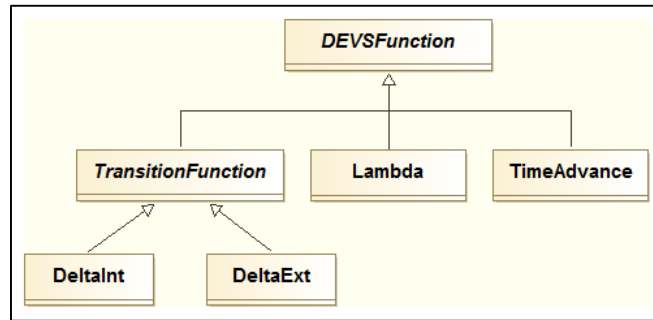 DEVSFunction
TransitionFunction
Lambda
TimeAdvance
DeltaInt
DeltaExt